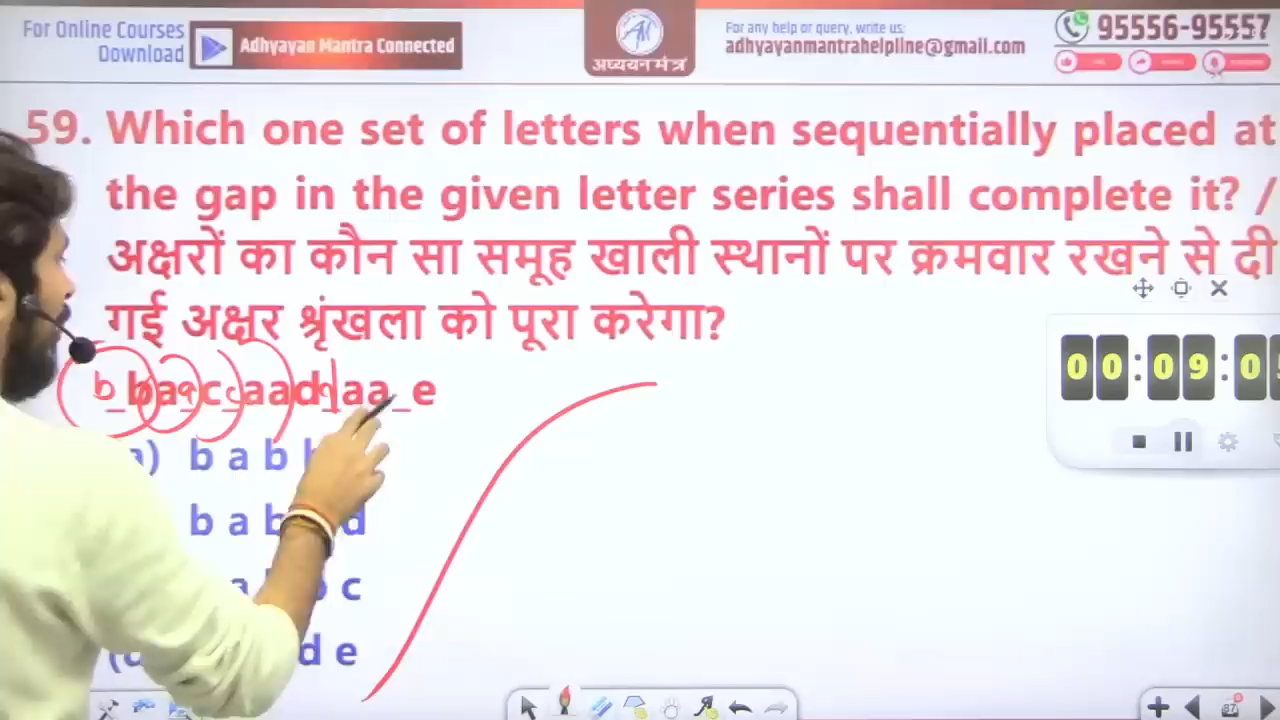 For Online Courses
Download
Adhyayan Mantra Connected
अध्ययन मंत्र
For any help or query, write us:
adhyayanmantrahelpline@gmail.com
95556-95557
59. Which one set of letters when sequentially placed at
the gap in the given letter series shall complete it? /
अक्षरों का कौन सा समूह खाली स्थानों पर क्रमवार रखने से दी
गई अक्षर श्रृंखला को पूरा करेगा?
_ba_c_aad_aa_e
b a b
b a b d
a c
d e
00:09:0